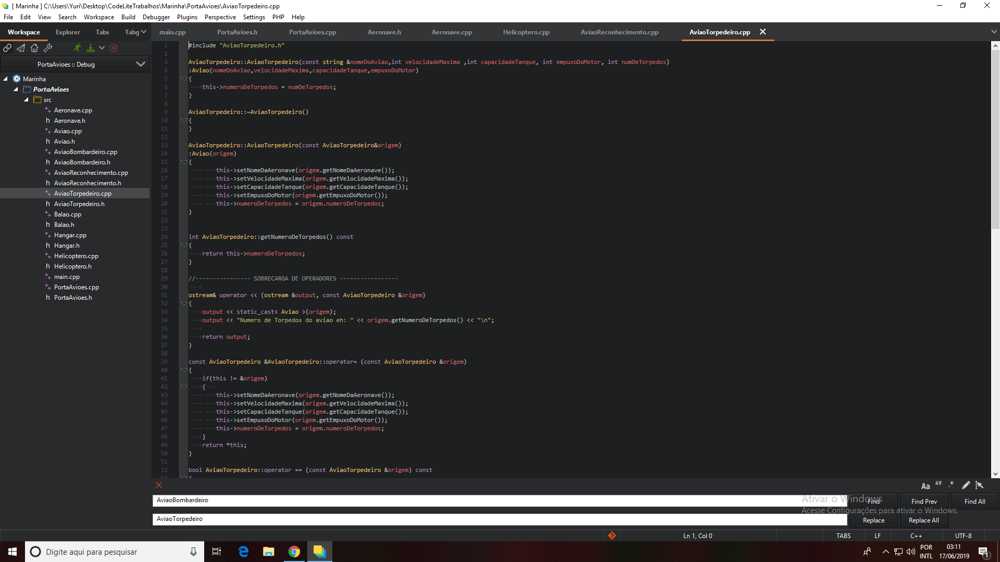 [ Marinha ] C:\Users\Yuri\Desktop\CodeLiteTrabalhos\Marinha\PortaAvioes\AviaoTorpedeiro.cpp
File Edit View Search Workspace Build Debugger Plugins Perspective Settings PHP Help
Workspace Explorer Tabs Tabg main.cpp PortaAvioes.h PortaAvioes.cpp Aeronave.h Aeronave.cpp Helicoptero.cpp AviaoReconhecimento.cpp AviaoTorpedeiro.cpp
PortaAvioes :: Debug
Marinha
PortaAvioes
src
Aeronave.cpp
h Aeronave.h
Aviao.cpp
h Aviao.h
AviaoBombardeiro.cpp
h AviaoBombardeiro.h
AviaoReconhecimento.cpp
h AviaoReconhecimento.h
AviaoTorpedeiro.cpp
h AviaoTorpedeiro.h
Balao.cpp
h Balao.h
Hangar.cpp
h Hangar.h
Helicoptero.cpp
h Helicoptero.h
main.cpp
PortaAvioes.cpp
h PortaAvioes.h
1 #include "AviaoTorpedeiro.h"
2
3 AviaoTorpedeiro::AviaoTorpedeiro(const string &nomeDoAviao,int velocidadeMaxima ,int capacidadeTanque, int empuxoDoMotor, int numDeTorpedos)
4 :Aviao(nomeDoAviao,velocidadeMaxima,capacidadeTanque,empuxoDoMotor)
5 {
6 this->numeroDeTorpedos = numDeTorpedos;
7 }
8
9 AviaoTorpedeiro::~AviaoTorpedeiro()
10 {
11 }
12
13 AviaoTorpedeiro::AviaoTorpedeiro(const AviaoTorpedeiro&origem)
14 :Aviao(origem)
15 {
16 this->setNomeDaAeronave(origem.getNomeDaAeronave());
17 this->setVelocidadeMaxima(origem.getVelocidadeMaxima());
18 this->setCapacidadeTanque(origem.getCapacidadeTanque());
19 this->setEmpuxoDoMotor(origem.getEmpuxoDoMotor());
20 this->numeroDeTorpedos = origem.numeroDeTorpedos;
21 }
22
23
24 int AviaoTorpedeiro::getNumeroDeTorpedos() const
25 {
26 return this->numeroDeTorpedos;
27 }
28
29 //---------------- SOBRECARGA DE OPERADORES -----------------
30
31 ostream& operator << (ostream &output, const AviaoTorpedeiro &origem)
32 {
33 output << static_cast< Aviao >(origem);
34 output << "Numero de Torpedos do aviao eh: " << origem.getNumeroDeTorpedos() << "\n";
35
36 return output;
37 }
38
39 const AviaoTorpedeiro &AviaoTorpedeiro::operator= (const AviaoTorpedeiro &origem)
40 {
41 if(this != &origem)
42 {
43 this->setNomeDaAeronave(origem.getNomeDaAeronave());
44 this->setVelocidadeMaxima(origem.getVelocidadeMaxima());
45 this->setCapacidadeTanque(origem.getCapacidadeTanque());
46 this->setEmpuxoDoMotor(origem.getEmpuxoDoMotor());
47 this->numeroDeTorpedos = origem.numeroDeTorpedos;
48 }
49 return *this;
50 }
51
52 bool AviaoTorpedeiro::operator == (const AviaoTorpedeiro &origem) const
53 {
Aa "" .*
AviaoBombardeiro
Find Find Prev Find All
Ativar o Windows
Acesse Configurações para ativar o Windows.
AviaoTorpedeiro
Replace Replace All
Ln 1, Col 0 TABS LF C++ UTF-8
Digite aqui para pesquisar
POR
INTL
03:11
17/06/2019
1